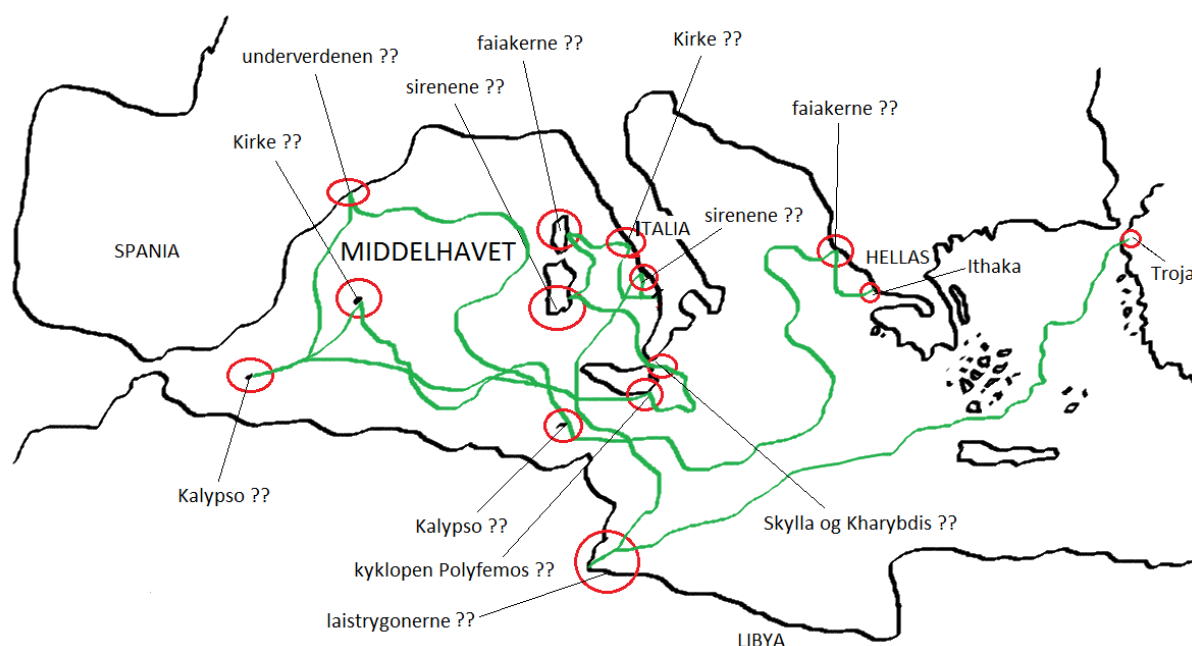 faiakerne ??
Kirke ??
underverdenen ??
sirenene ??
faiakerne ??
Kirke ??
sirenene ??
ITALIA
SPANIA
MIDDELHAVET
HELLAS
Ithaka
Troja
Kalypso ??
Kalypso ??
Skylla og Kharybdis ??
kyklopen Polyfemos ??
laistrygonerne ??
LIBYA